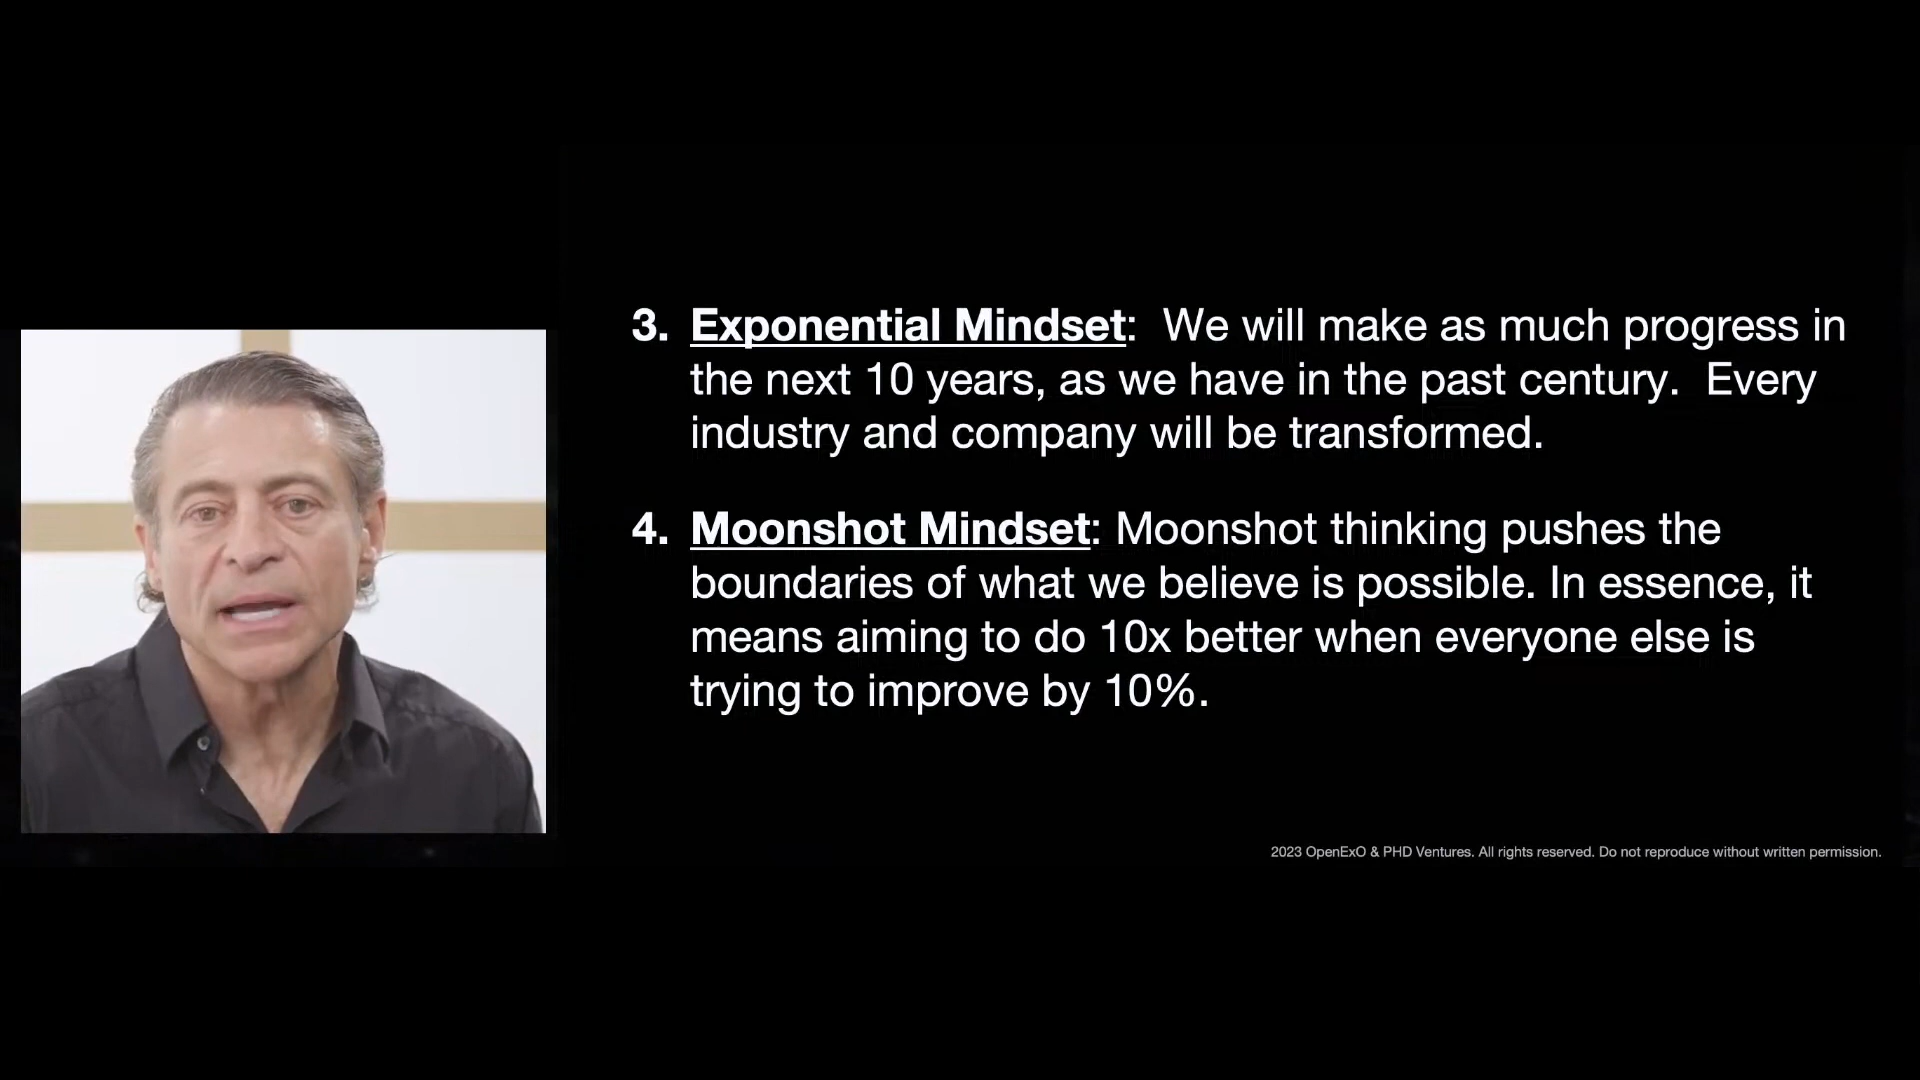 3. Exponential Mindset:  We will make as much progress in
the next 10 years, as we have in the past century.  Every
industry and company will be transformed.
4. Moonshot Mindset: Moonshot thinking pushes the
boundaries of what we believe is possible. In essence, it
means aiming to do 10x better when everyone else is
trying to improve by 10%.
2023 OpenExO & PHD Ventures. All rights reserved. Do not reproduce without written permission.